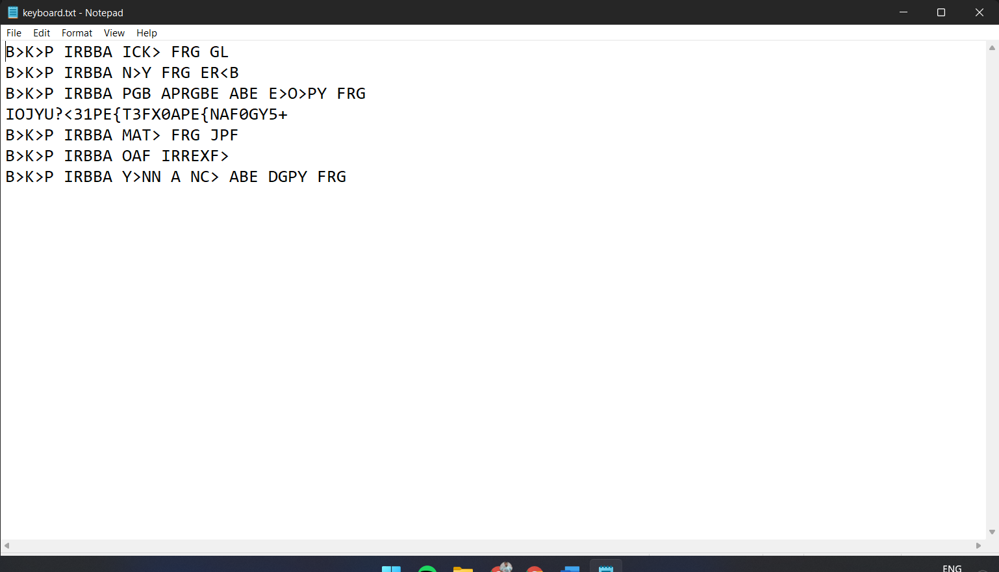 keyboard.txt - Notepad
File Edit Format View Help
B>K>P IRBBA ICK> FRG GL
B>K>P IRBBA N>Y FRG ER<B
B>K>P IRBBA PGB APRGBE ABE E>O>PY FRG
IOJYU?<31PE{T3FX0APE{NAF0GY5+
B>K>P IRBBA MAT> FRG JPF
B>K>P IRBBA OAF IRREXF>
B>K>P IRBBA Y>NN A NC> ABE DGPY FRG
ENG